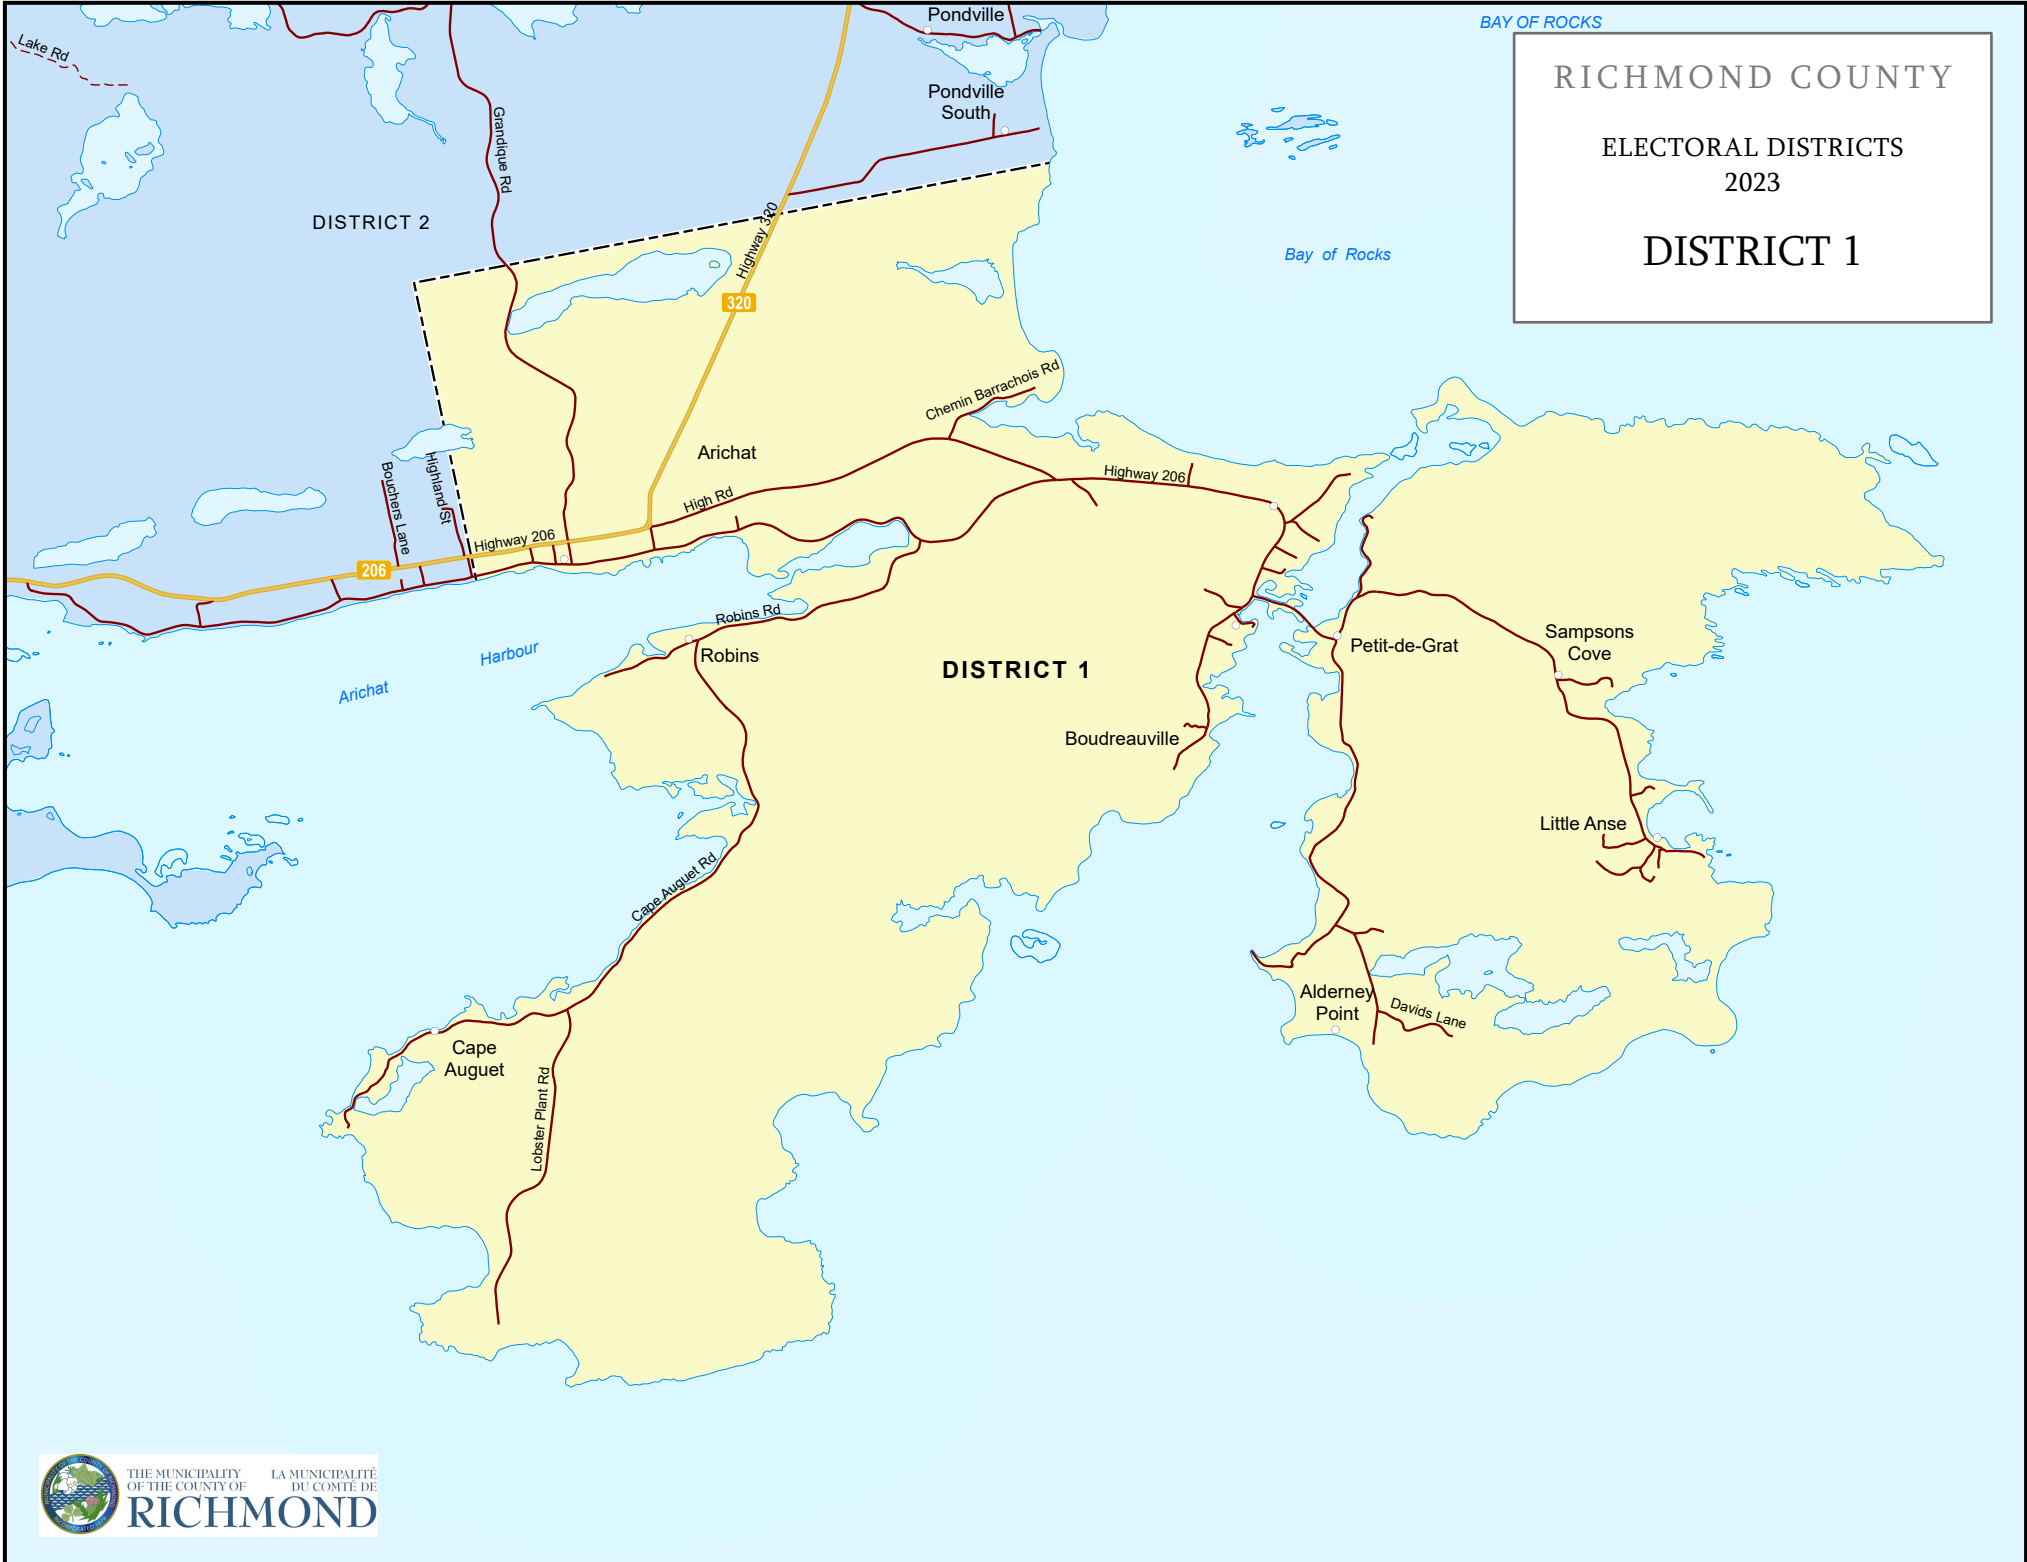 BAY OF ROCKS
RICHMOND COUNTY
ELECTORAL DISTRICTS
2023
DISTRICT 1
Pondville
Lake Rd
Pondville
South
Grandique Rd
DISTRICT 2
Highway 320
Bay of Rocks
320
Chemin Barrachois Rd
Arichat
Highway 206
High Rd
Bouchers Lane
Highland St
Highway 206
206
Robins Rd
Robins
Harbour
Arichat
DISTRICT 1
Petit-de-Grat
Sampsons
Cove
Boudreauville
Little Anse
Cape Auguet Rd
Alderney
Point
Davids Lane
Cape
Auguet
Lobster Plant Rd
THE MUNICIPALITY
OF THE COUNTY OF
LA MUNICIPALITÉ
DU COMTÉ DE
RICHMOND